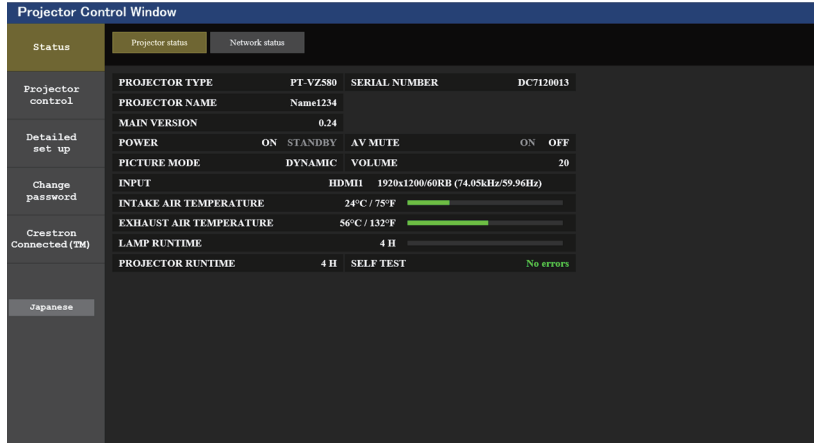 Projector Control Window
Status
Projector status Network status
Projector
control
Detailed
set up
Change
password
Crestron
Connected(TM)
Japanese
PROJECTOR TYPE PT-VZ580 SERIAL NUMBER DC7120013
PROJECTOR NAME Name1234
MAIN VERSION 0.24
POWER ON STANDBY AV MUTE ON OFF
PICTURE MODE DYNAMIC VOLUME 20
INPUT HDMI1 1920x1200/60RB (74.05kHz/59.96Hz)
INTAKE AIR TEMPERATURE 24°C / 75°F
EXHAUST AIR TEMPERATURE 56°C / 132°F
LAMP RUNTIME 4 H
PROJECTOR RUNTIME 4 H SELF TEST No errors